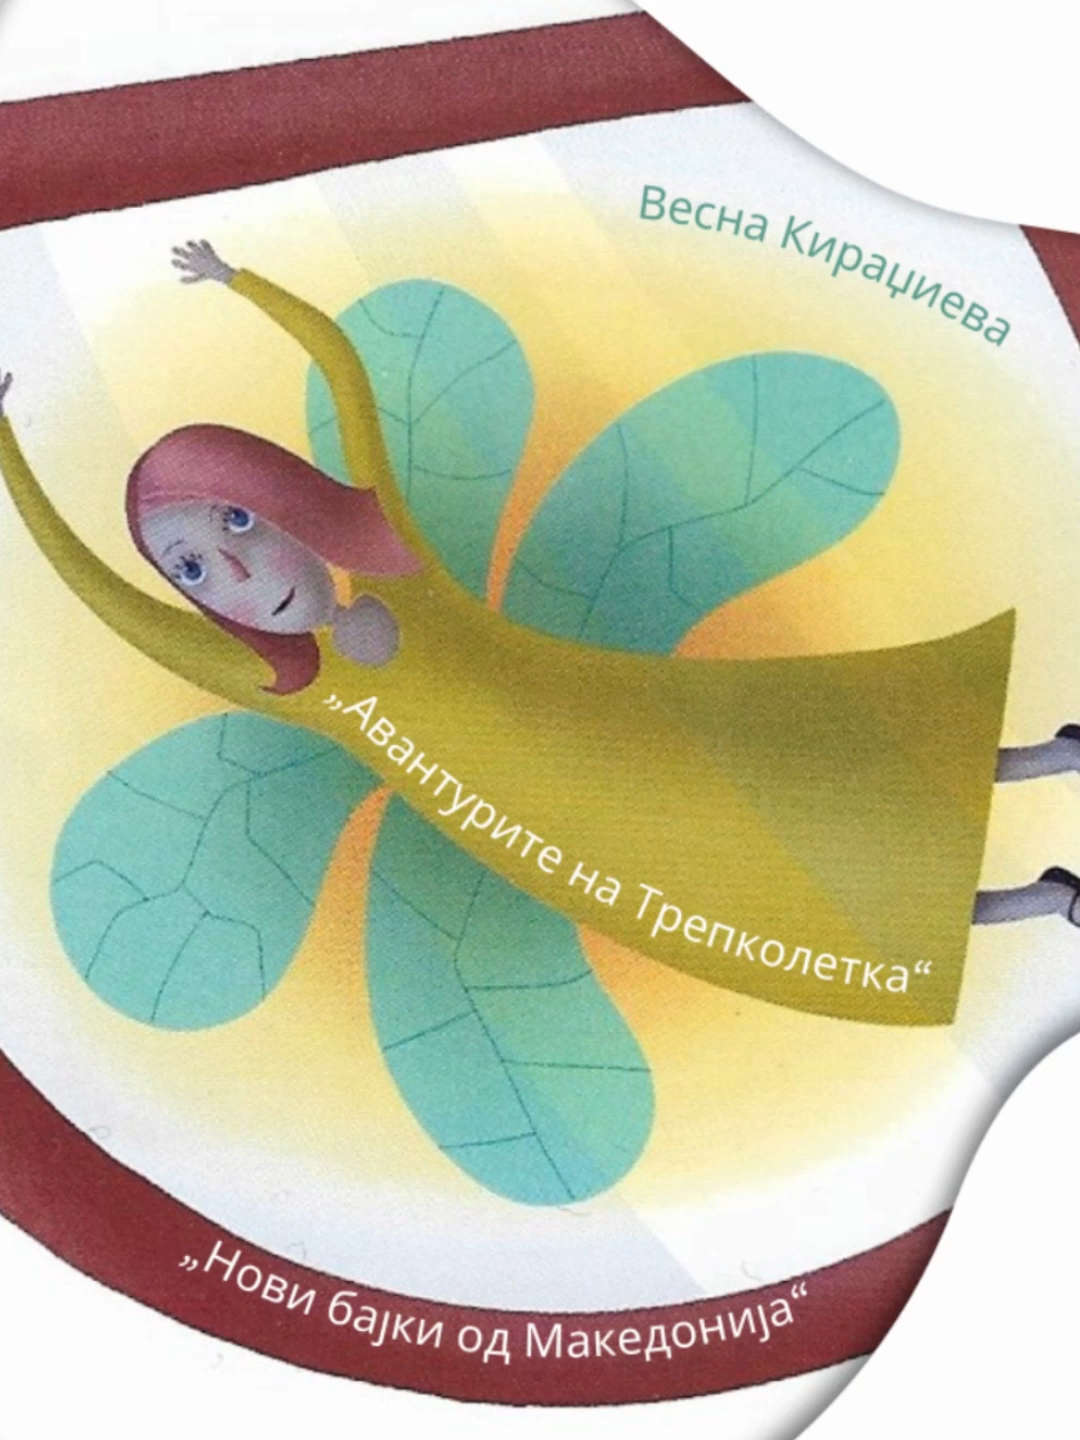 Весна Кираџиева
„Авантурите на Трепколетка“
„Нови бајки од Македонија“